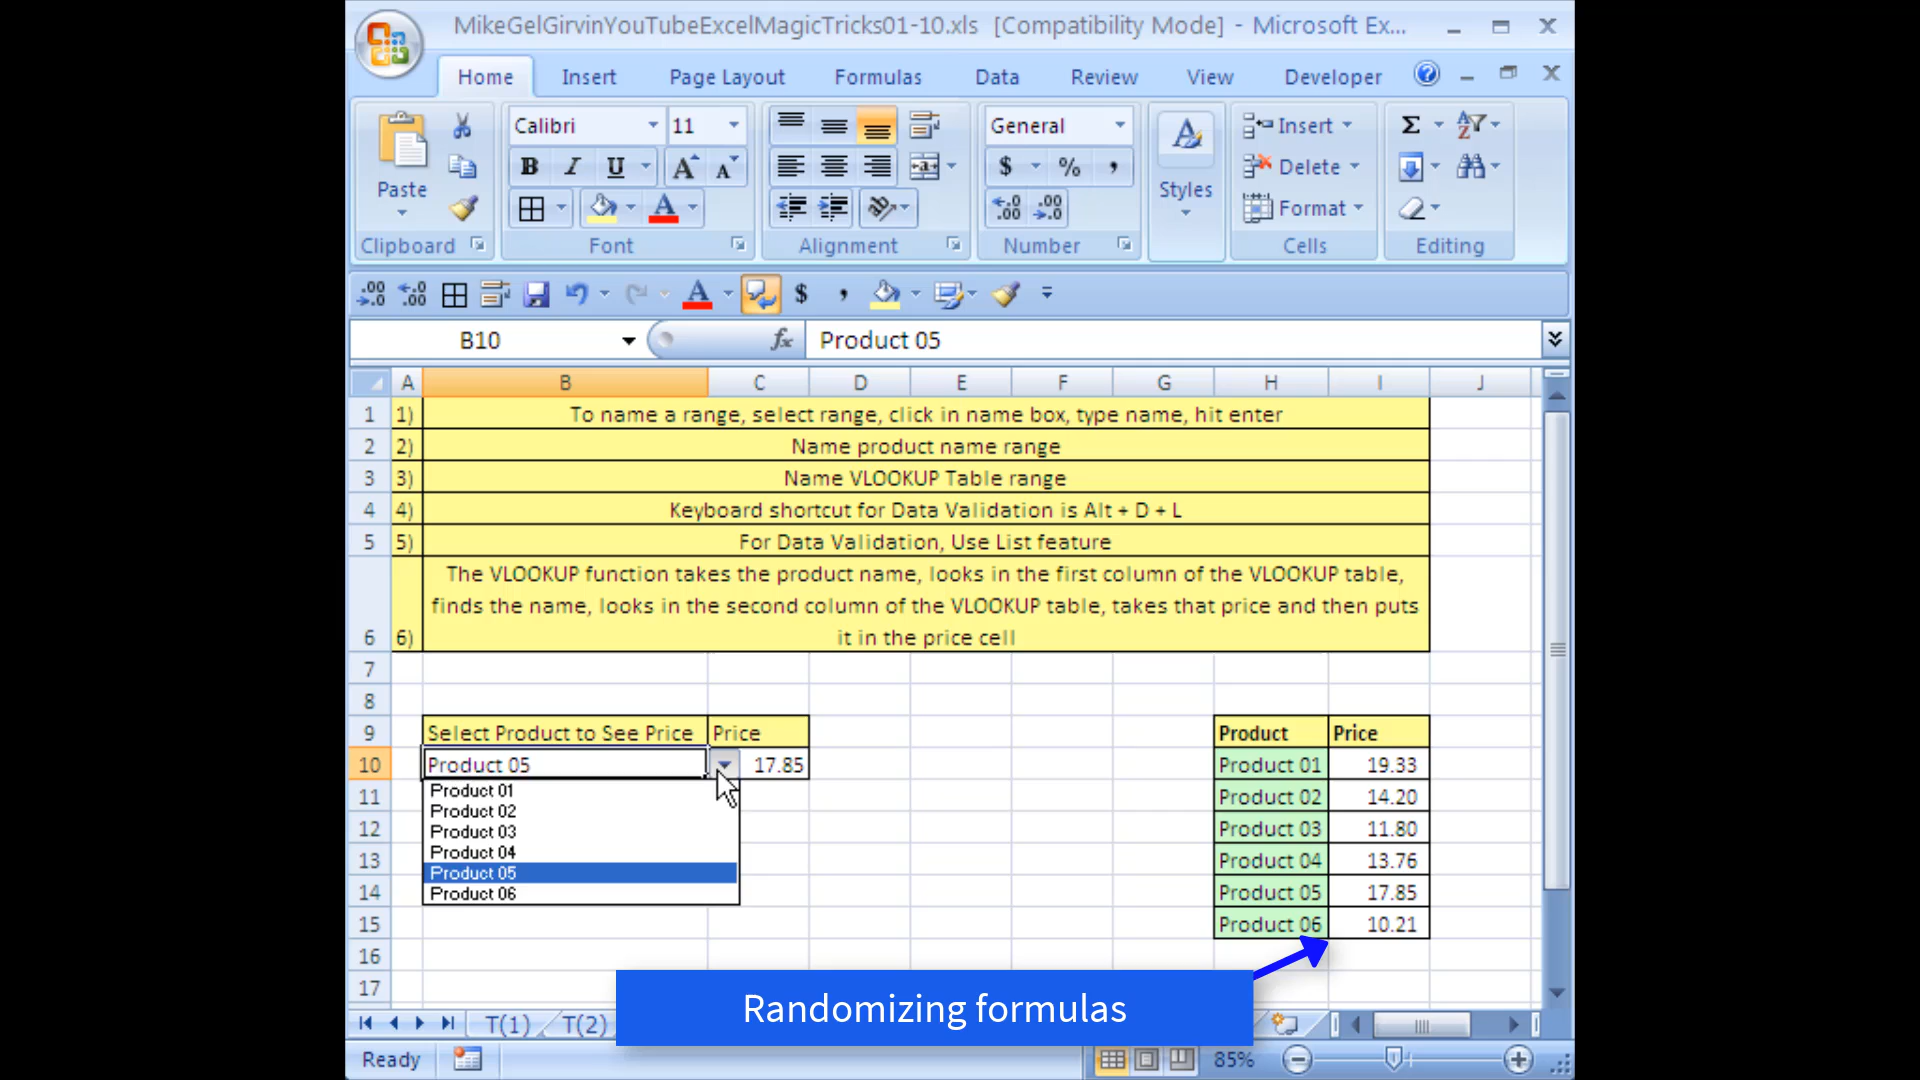 MikeGelGirvinYouTubeExcelMagicTricks01-10.xls [Compatibility Mode] - Microsoft Ex...
Home Insert Page Layout Formulas Data Review View Developer
Calibri 11 General Insert Σ
Paste B I U A A $ % , Styles Delete
A .00 Format
Clipboard Font Alignment Number Cells Editing
.00 .00 A $ ,
B10 fx Product 05
A B C D E F G H I J
1 1) To name a range, select range, click in name box, type name, hit enter
2 2) Name product name range
3 3) Name VLOOKUP Table range
4 4) Keyboard shortcut for Data Validation is Alt + D + L
5 5) For Data Validation, Use List feature
The VLOOKUP function takes the product name, looks in the first column of the VLOOKUP table,
finds the name, looks in the second column of the VLOOKUP table, takes that price and then puts
6 6) it in the price cell
7
8
9 Select Product to See Price Price Product Price
10 Product 05 17.85 Product 01 19.33
Product 01
11 Product 02 Product 02 14.20
12 Product 03 Product 03 11.80
13 Product 04 Product 04 13.76
Product 05
14 Product 06 Product 05 17.85
15 Product 06 10.21
16
17
Randomizing formulas
T(1) T(2)
Ready 85%